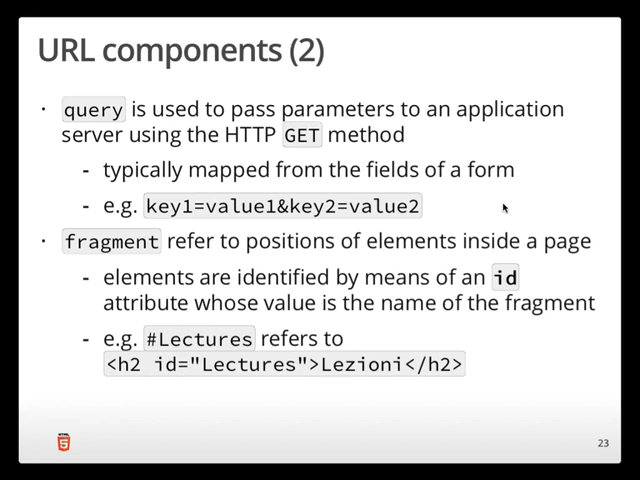 URL components (2)
· query is used to pass parameters to an application
server using the HTTP GET method
- typically mapped from the fields of a form
- e.g. key1=value1&key2=value2
· fragment refer to positions of elements inside a page
- elements are identified by means of an id
attribute whose value is the name of the fragment
- e.g. #Lectures refers to
<h2 id="Lectures">Lezioni</h2>
HTML
5
23